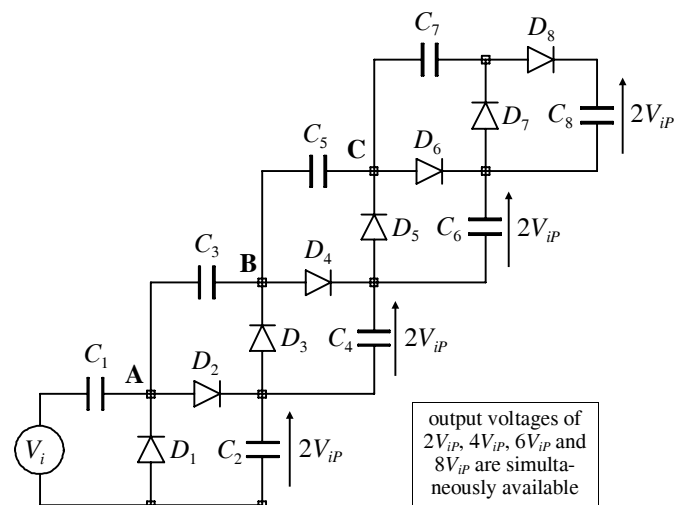 C7
D8
D7
C8
2ViP
C5
C
D6
D5
C6
2ViP
C3
B
D4
D3
C4
2ViP
C1
A
D2
Vi
D1
C2
2ViP
output voltages of
2ViP, 4ViP, 6ViP and
8ViP are simulta-
neously available